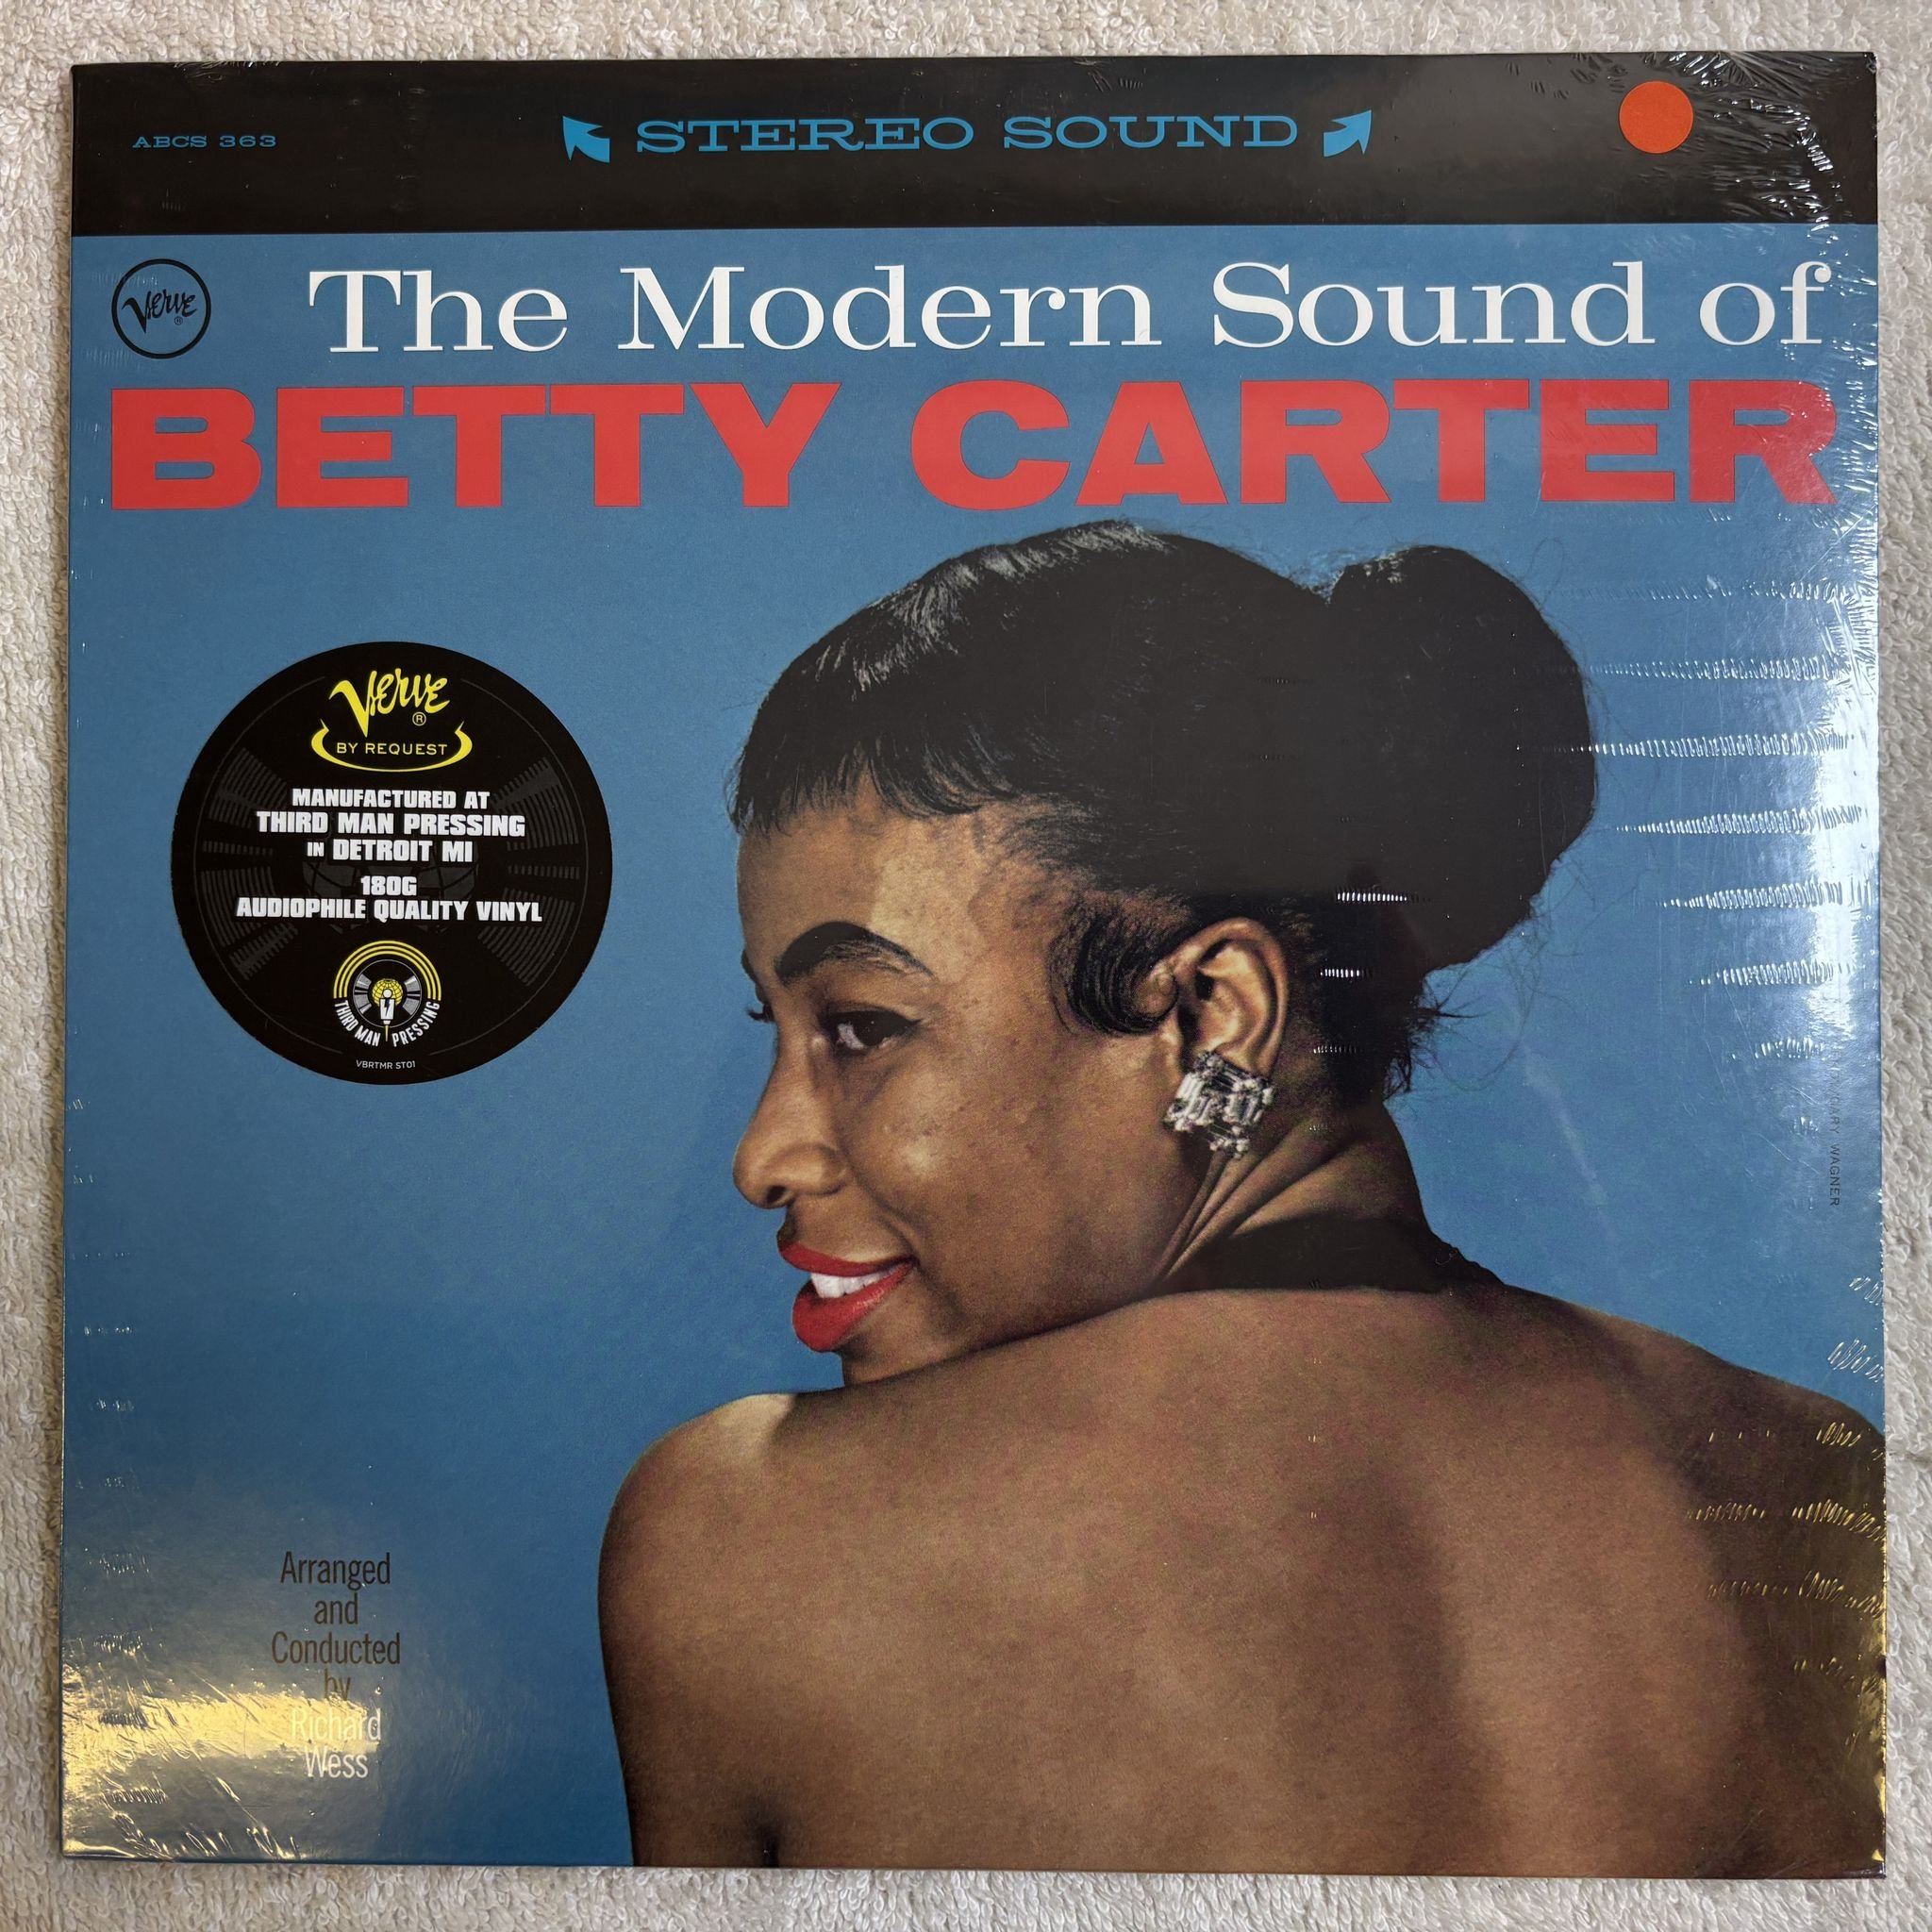 ABCS 363
STEREO SOUND
Verve ®
The Modern Sound of
BETTY CARTER
Verve ®
BY REQUEST
MANUFACTURED AT
THIRD MAN PRESSING
IN DETROIT MI
180G
AUDIOPHILE QUALITY VINYL
THIRD MAN PRESSING
VBRTMR ST01
WAGNER
Arranged
and
Conducted
by
Richard
Wess